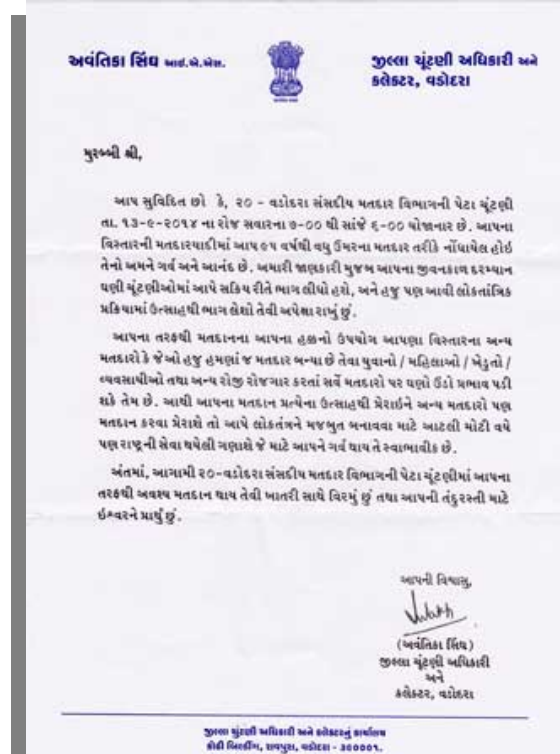 અવંતિકા સિંઘ આઇ.એ.એસ.
જીલ્લા ચૂંટણી અધિકારી અને
કલેક્ટર, વડોદરા
મુરબ્બી શ્રી,
આપ સુવિદિત છો કે, ૨૦ - વડોદરા સંસદીય મતદાર વિભાગની પેટા ચૂંટણી
તા. ૧૩-૯-૨૦૧૪ ના રોજ સવારના ૭-૦૦ થી સાંજે ૬-૦૦ યોજાનાર છે. આપના
વિસ્તારની મતદારયાદીમાં આપ ૯૫ વર્ષથી વધુ ઉંમરના મતદાર તરીકે નોંધાયેલ હોઇ
તેનો અમને ગર્વ અને આનંદ છે. અમારી જાણકારી મુજબ આપના જીવનકાળ દરમ્યાન
ઘણી ચૂંટણીઓમાં આપે સક્રિય રીતે ભાગ લીધો હશે, અને હજુ પણ આવી લોકતાંત્રિક
પ્રક્રિયામાં ઉત્સાહથી ભાગ લેશો તેવી અપેક્ષા રાખું છું.
આપના તરફથી મતદાનના આપના હક્કનો ઉપયોગ આપણા વિસ્તારના અન્ય
મતદારો કે જેઓ હજુ હમણાં જ મતદાર બન્યા છે તેવા યુવાનો / મહિલાઓ / ખેડુતો /
વ્યવસાયીઓ તથા અન્ય રોજી રોજગાર કરતાં સર્વે મતદારો પર ઘણો ઉંડો પ્રભાવ પડી
શકે તેમ છે. આથી આપના મતદાન પ્રત્યેના ઉત્સાહથી પ્રેરાઇને અન્ય મતદારો પણ
મતદાન કરવા પ્રેરાશે તો આપે લોકતંત્રને મજબુત બનાવવા માટે આટલી મોટી વયે
પણ રાષ્ટ્રની સેવા થયેલી ગણાશે જે માટે આપને ગર્વ થાય તે સ્વાભાવીક છે.
અંતમાં, આગામી ૨૦-વડોદરા સંસદીય મતદાર વિભાગની પેટા ચૂંટણીમાં આપના
તરફથી અવશ્ય મતદાન થાય તેવી ખાતરી સાથે વિરમું છું તથા આપની તંદુરસ્તી માટે
ઇશ્વરને પ્રાર્થું છું.
આપની વિશ્વાસુ,
(અવંતિકા સિંઘ)
જીલ્લા ચૂંટણી અધિકારી
અને
કલેક્ટર, વડોદરા
જીલ્લા ચૂંટણી અધિકારી અને કલેક્ટરનું કાર્યાલય
કોઠી બિલ્ડીંગ, રાવપુરા, વડોદરા - ૩૯૦૦૦૧.